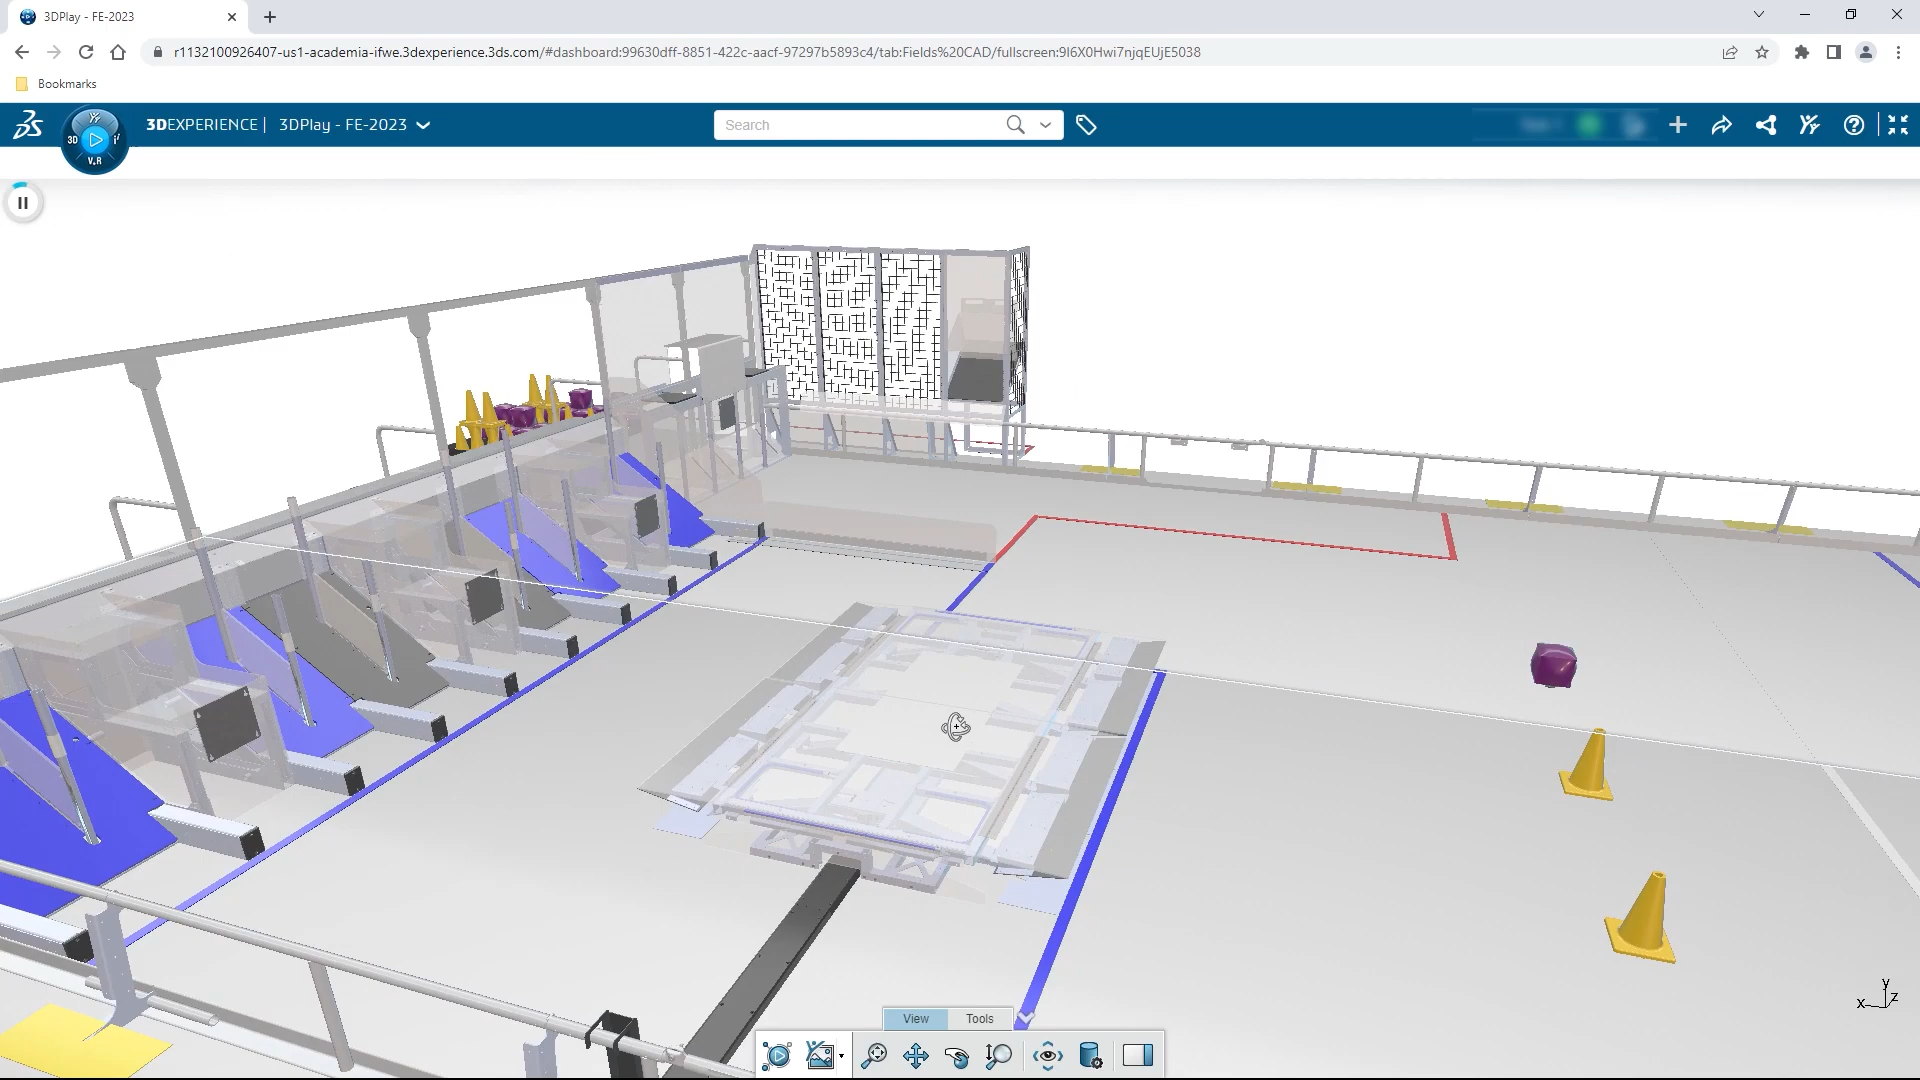 3DPlay - FE-2023
r1132100926407-us1-academia-ifwe.3dexperience.3ds.com/#dashboard:99630dff-8851-422c-aacf-97297b5893c4/tab:Fields%20CAD/fullscreen:9I6X0Hwi7njqEUjE5038
Bookmarks
3DEXPERIENCE | 3DPlay - FE-2023
Search
3D
V.R
View Tools
y
x z